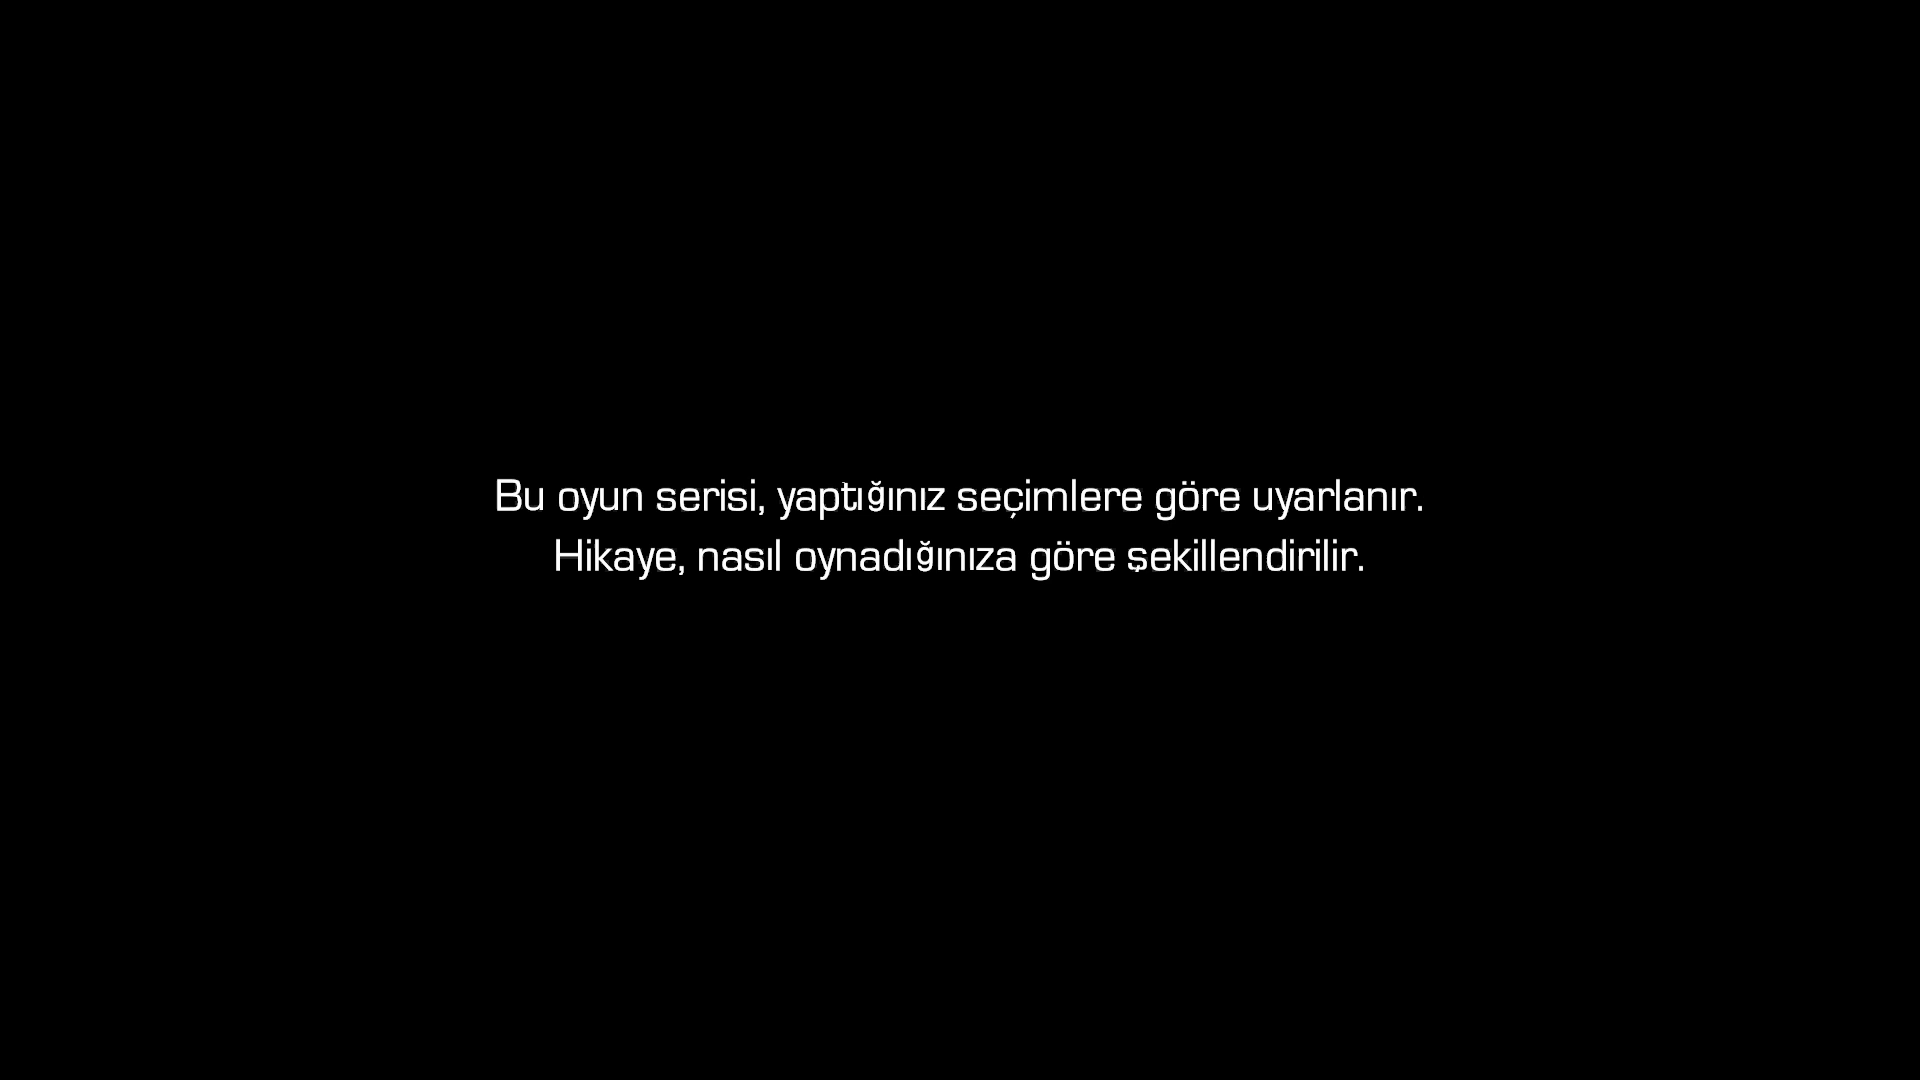 Bu oyun serisi, yaptığınız seçimlere göre uyarlanır.
Hikaye, nasıl oynadığınıza göre şekillendirilir.